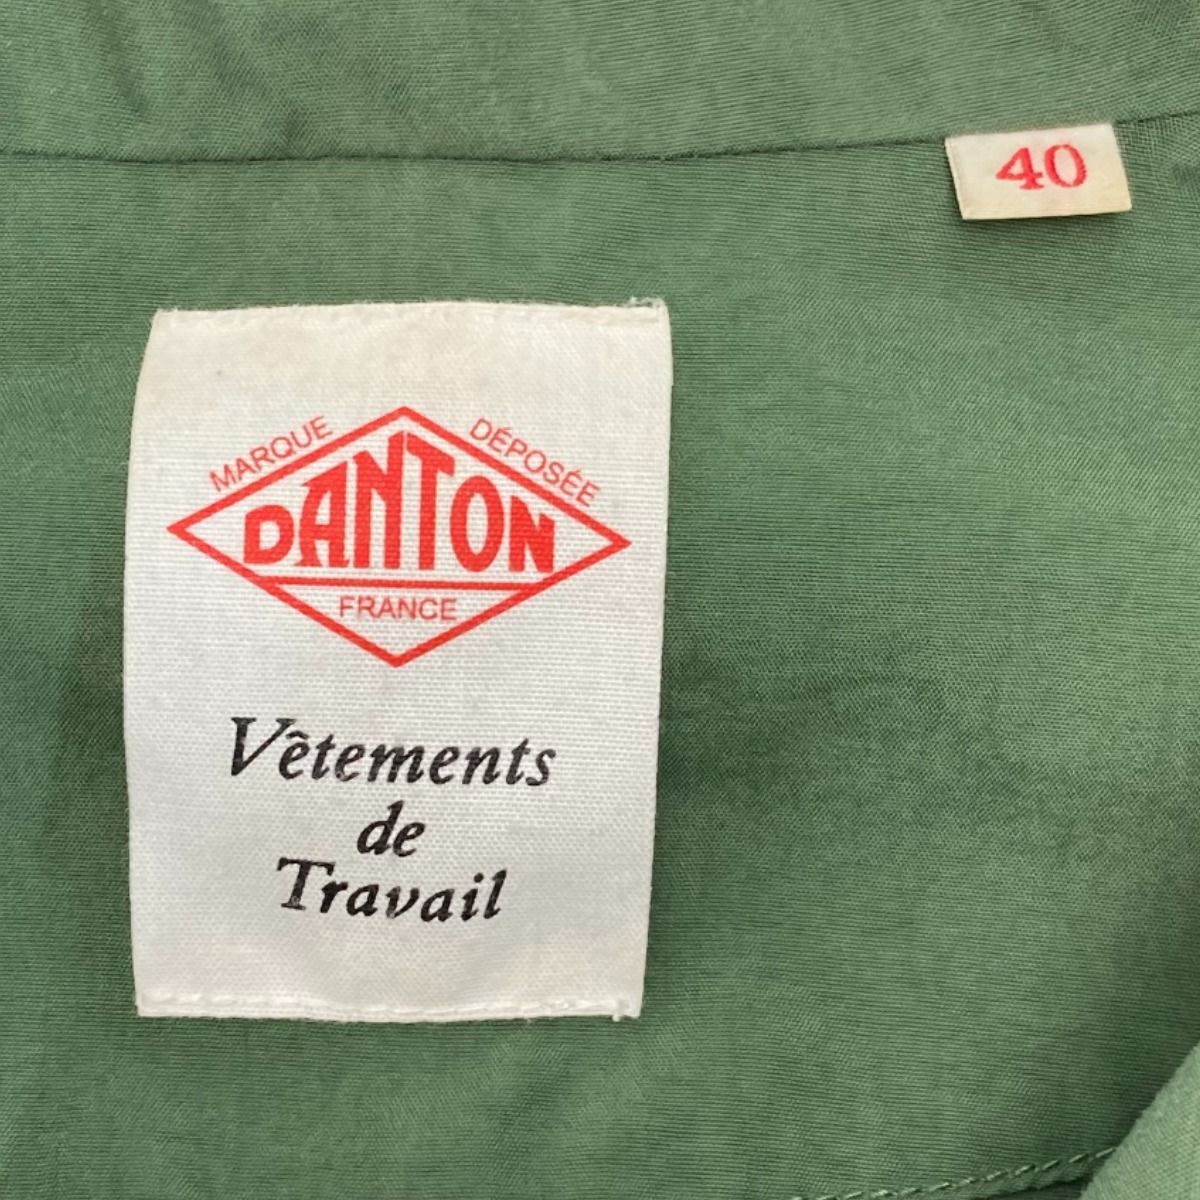 40
MARQUE DÉPOSÉE
DANTON
FRANCE
Vêtements
de
Travail